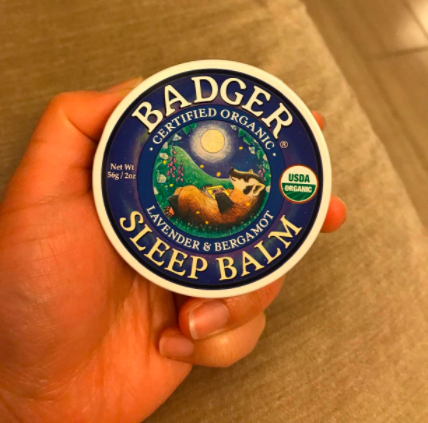 BADGER®
· CERTIFIED ORGANIC ·
Net Wt
56g / 2oz
USDA
ORGANIC
LAVENDER & BERGAMOT
SLEEP BALM